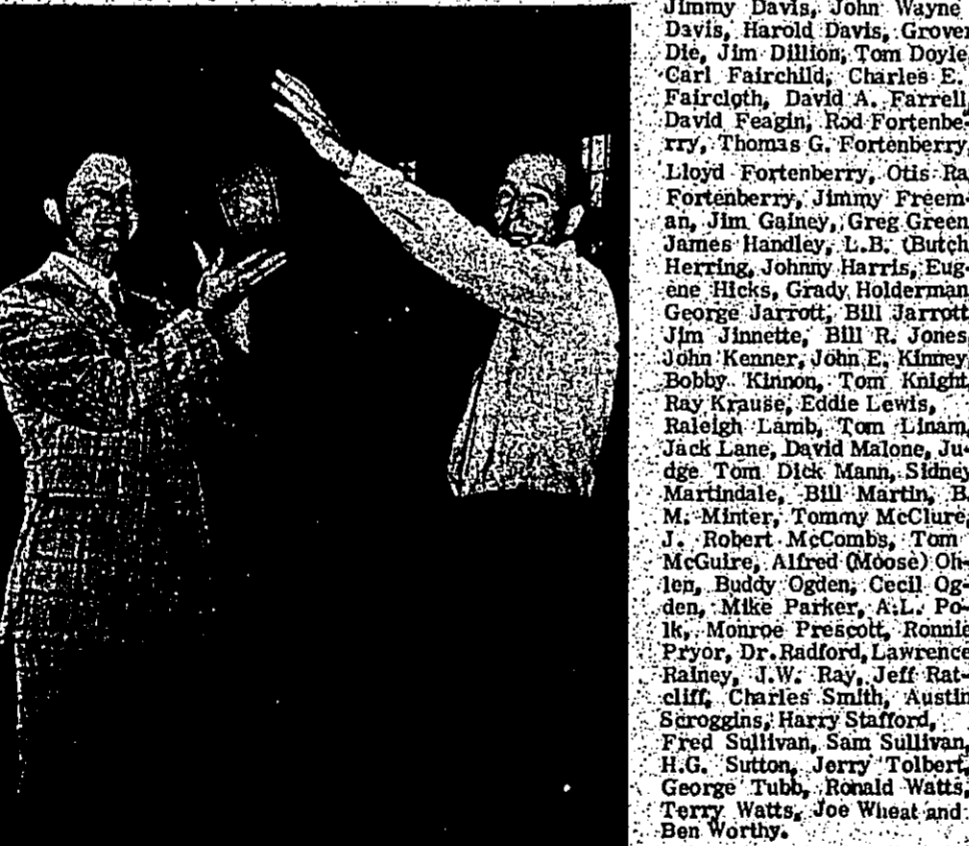 Jimmy Davis, John Wayne
Davis, Harold Davis, Grover
Die, Jim Dillion, Tom Doyle
Carl Fairchild, Charles E.
Faircloth, David A. Farrell,
David Feagin, Rod Fortenbe-
rry, Thomas G. Fortenberry,
Lloyd Fortenberry, Otis Ra
Fortenberry, Jimmy Freem-
an, Jim Gainey, Greg Green
James Handley, L.B. (Butch
Herring, Johnny Harris, Eug-
ene Hicks, Grady Holderman
George Jarrott, Bill Jarrott
Jim Jinnette, Bill R. Jones,
John Kenner, John E. Kinney
Bobby Kinnon, Tom Knight,
Ray Krause, Eddie Lewis,
Raleigh Lamb, Tom Linam,
Jack Lane, David Malone, Ju-
dge Tom Dick Mann, Sidney
Martindale, Bill Martin, B.
M. Minter, Tommy McClure,
J. Robert McCombs, Tom
McGuire, Alfred (Moose) Oh-
len, Buddy Ogden, Cecil Og-
den, Mike Parker, A.L. Po-
lk, Monroe Prescott, Ronnie
Pryor, Dr. Radford, Lawrence
Rainey, J.W. Ray, Jeff Rat-
cliff, Charles Smith, Austin
Scroggins, Harry Stafford,
Fred Sullivan, Sam Sullivan,
H.G. Sutton, Jerry Tolbert,
George Tubb, Ronald Watts,
Terry Watts, Joe Wheat and
Ben Worthy.